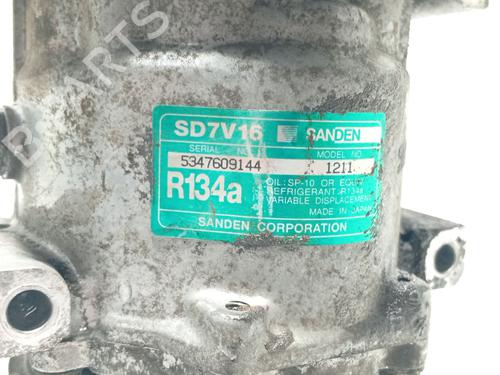 SD7V16 SANDEN
SERIAL NO. MODEL NO.
5347609144 1211
R134a
OIL: SP-10 OR EQUIV
REFRIGERANT: R134a
VARIABLE DISPLACEMENT
MADE IN JAPAN
SANDEN CORPORATION
PARTS